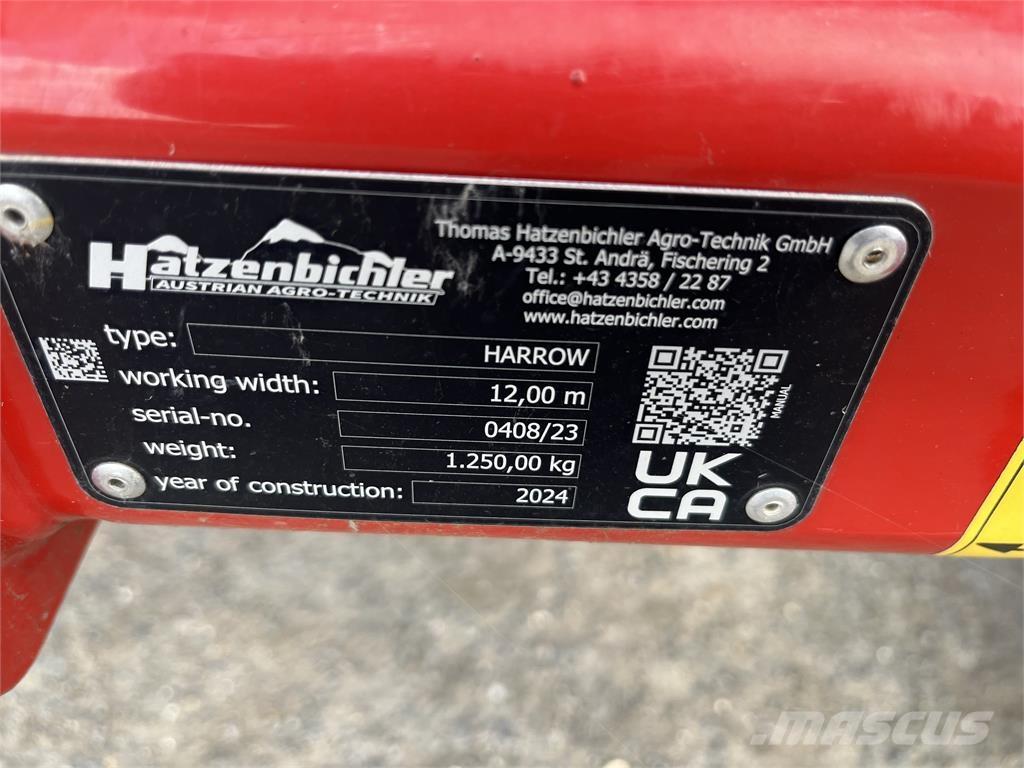 Hatzenbichler
AUSTRIAN AGRO-TECHNIK
Thomas Hatzenbichler Agro-Technik GmbH
A-9433 St. Andrä, Fischering 2
Tel.: +43 4358 / 22 87
office@hatzenbichler.com
www.hatzenbichler.com
type: HARROW
working width: 12,00 m
serial-no. 0408/23
weight: 1.250,00 kg
year of construction: 2024
MANUAL
UK
CA
MASCUS